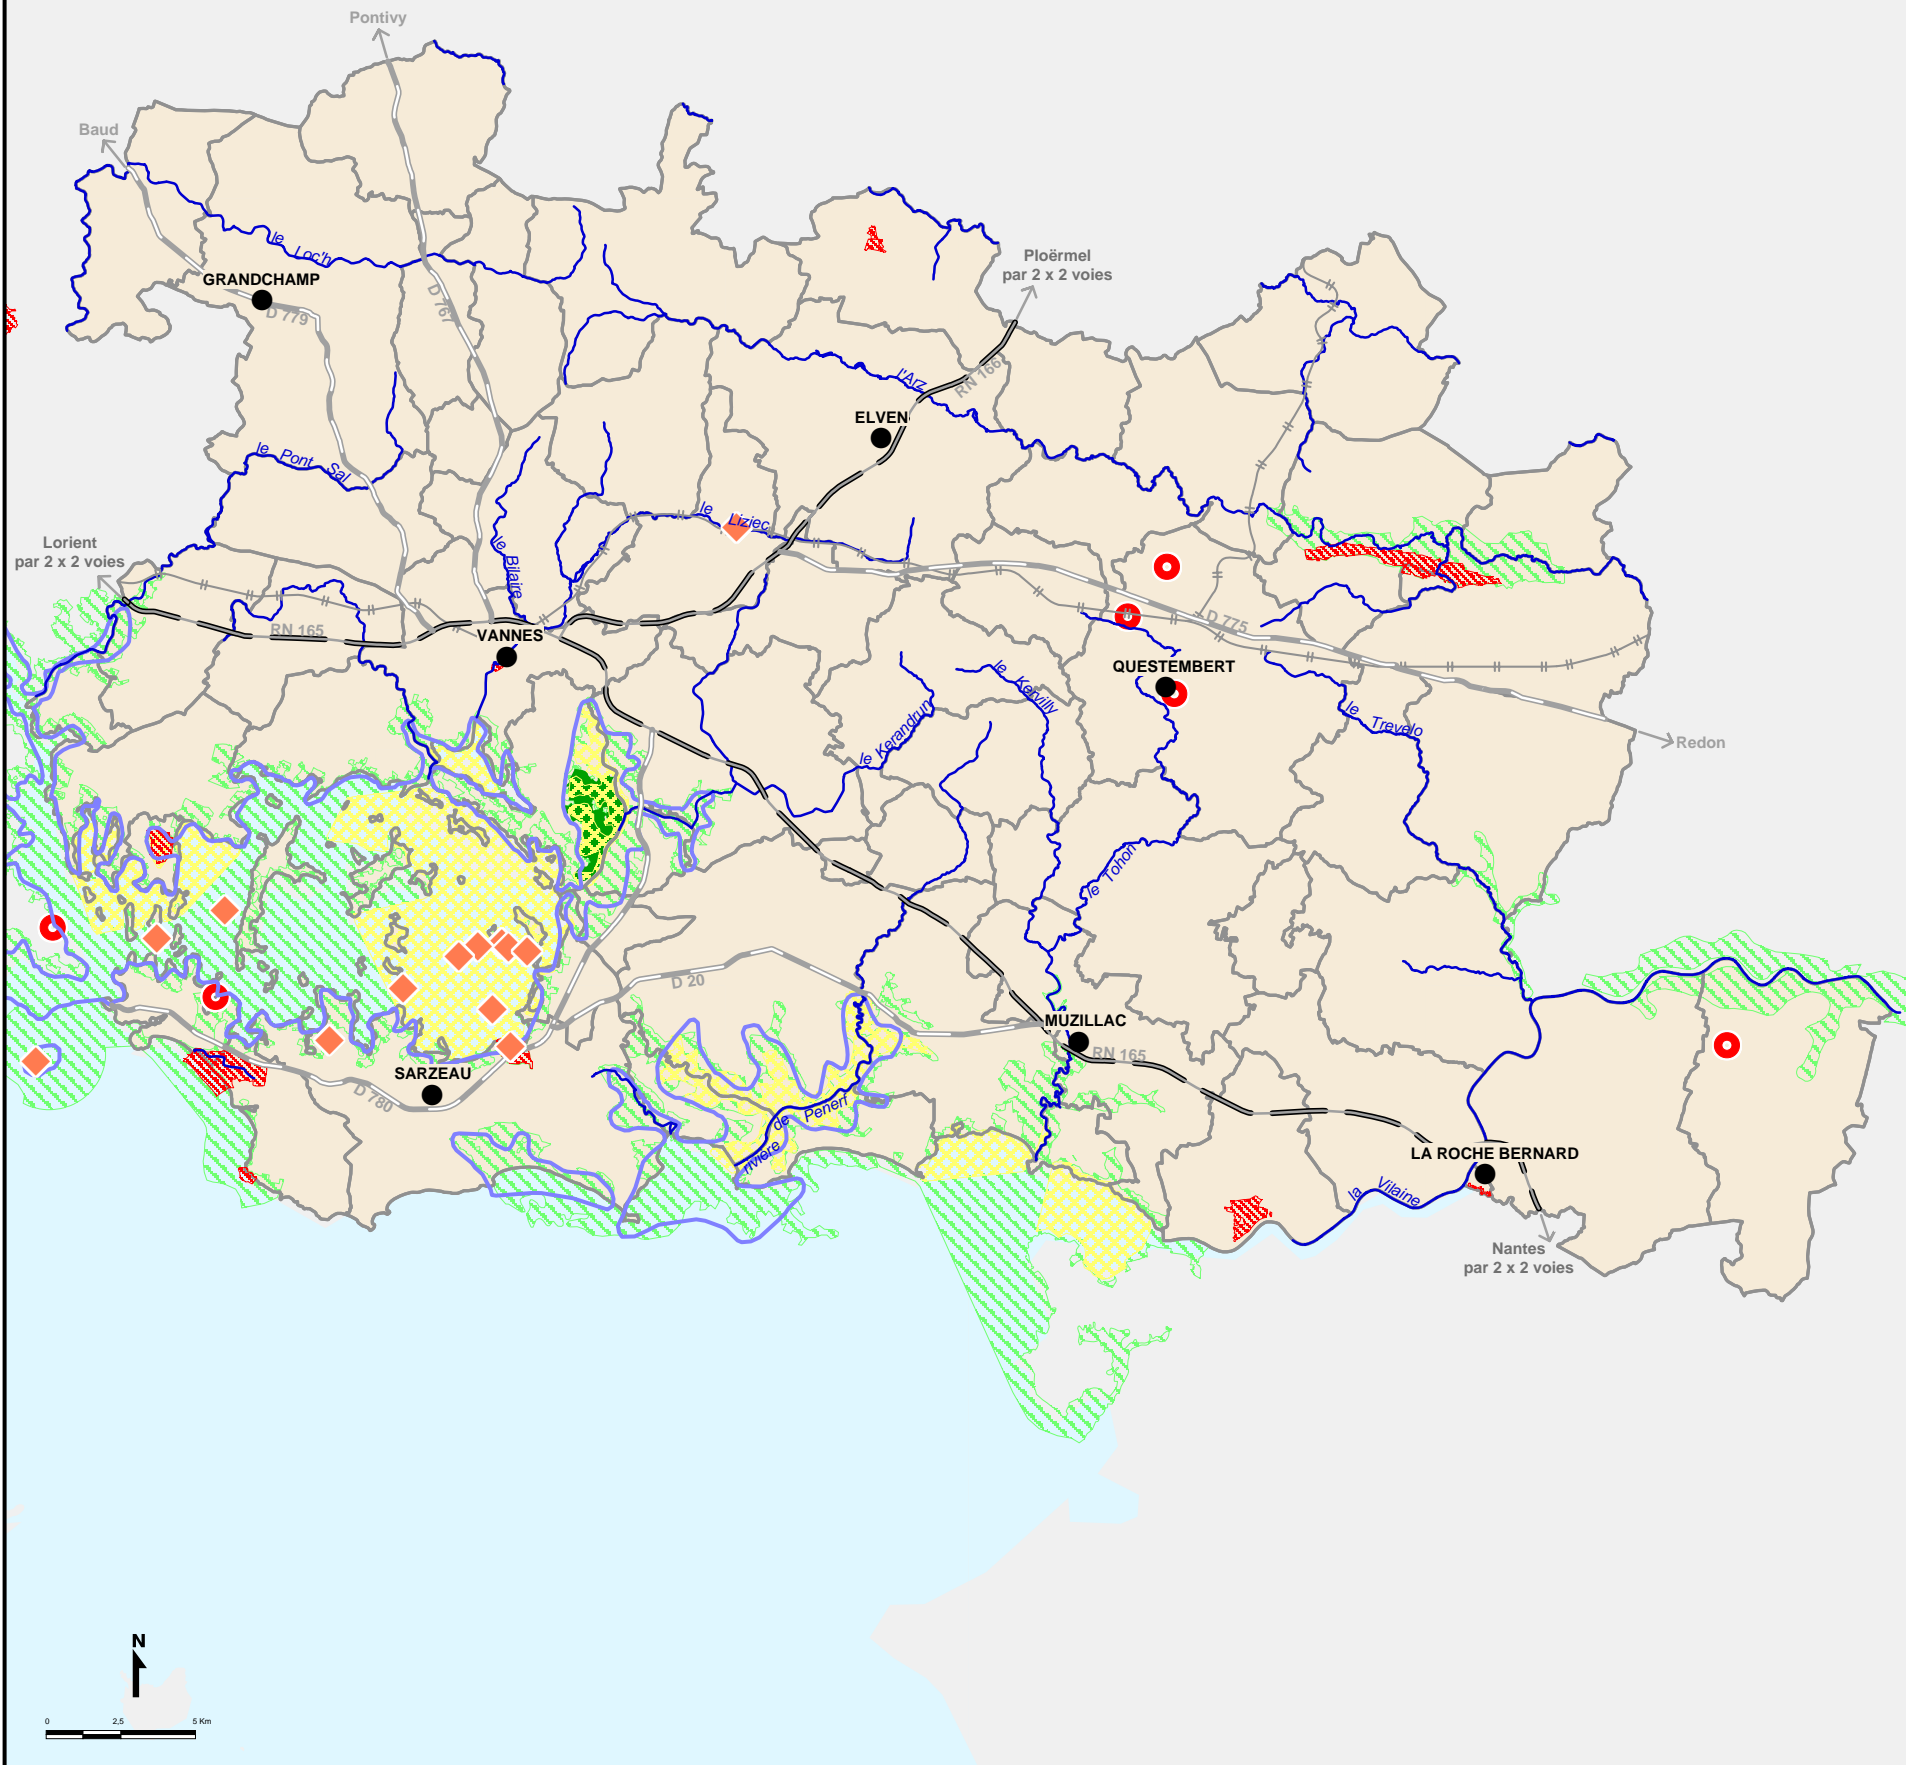 Pontivy
Baud
le Loc'h
Ploërmel
par 2 x 2 voies
GRANDCHAMP
D 779
D 767
RN 166
l'Arz
ELVEN
le Pont Sal
le Liziec
Lorient
par 2 x 2 voies
le Bilaire
RN 165
VANNES
D 775
QUESTEMBERT
le Kervilly
le Kerandrun
le Trevelo
Redon
le Tohon
D 20
MUZILLAC
RN 165
SARZEAU
D 780
rivière de Penerf
LA ROCHE BERNARD
la Vilaine
Nantes
par 2 x 2 voies
N
0 2,5 5 Km